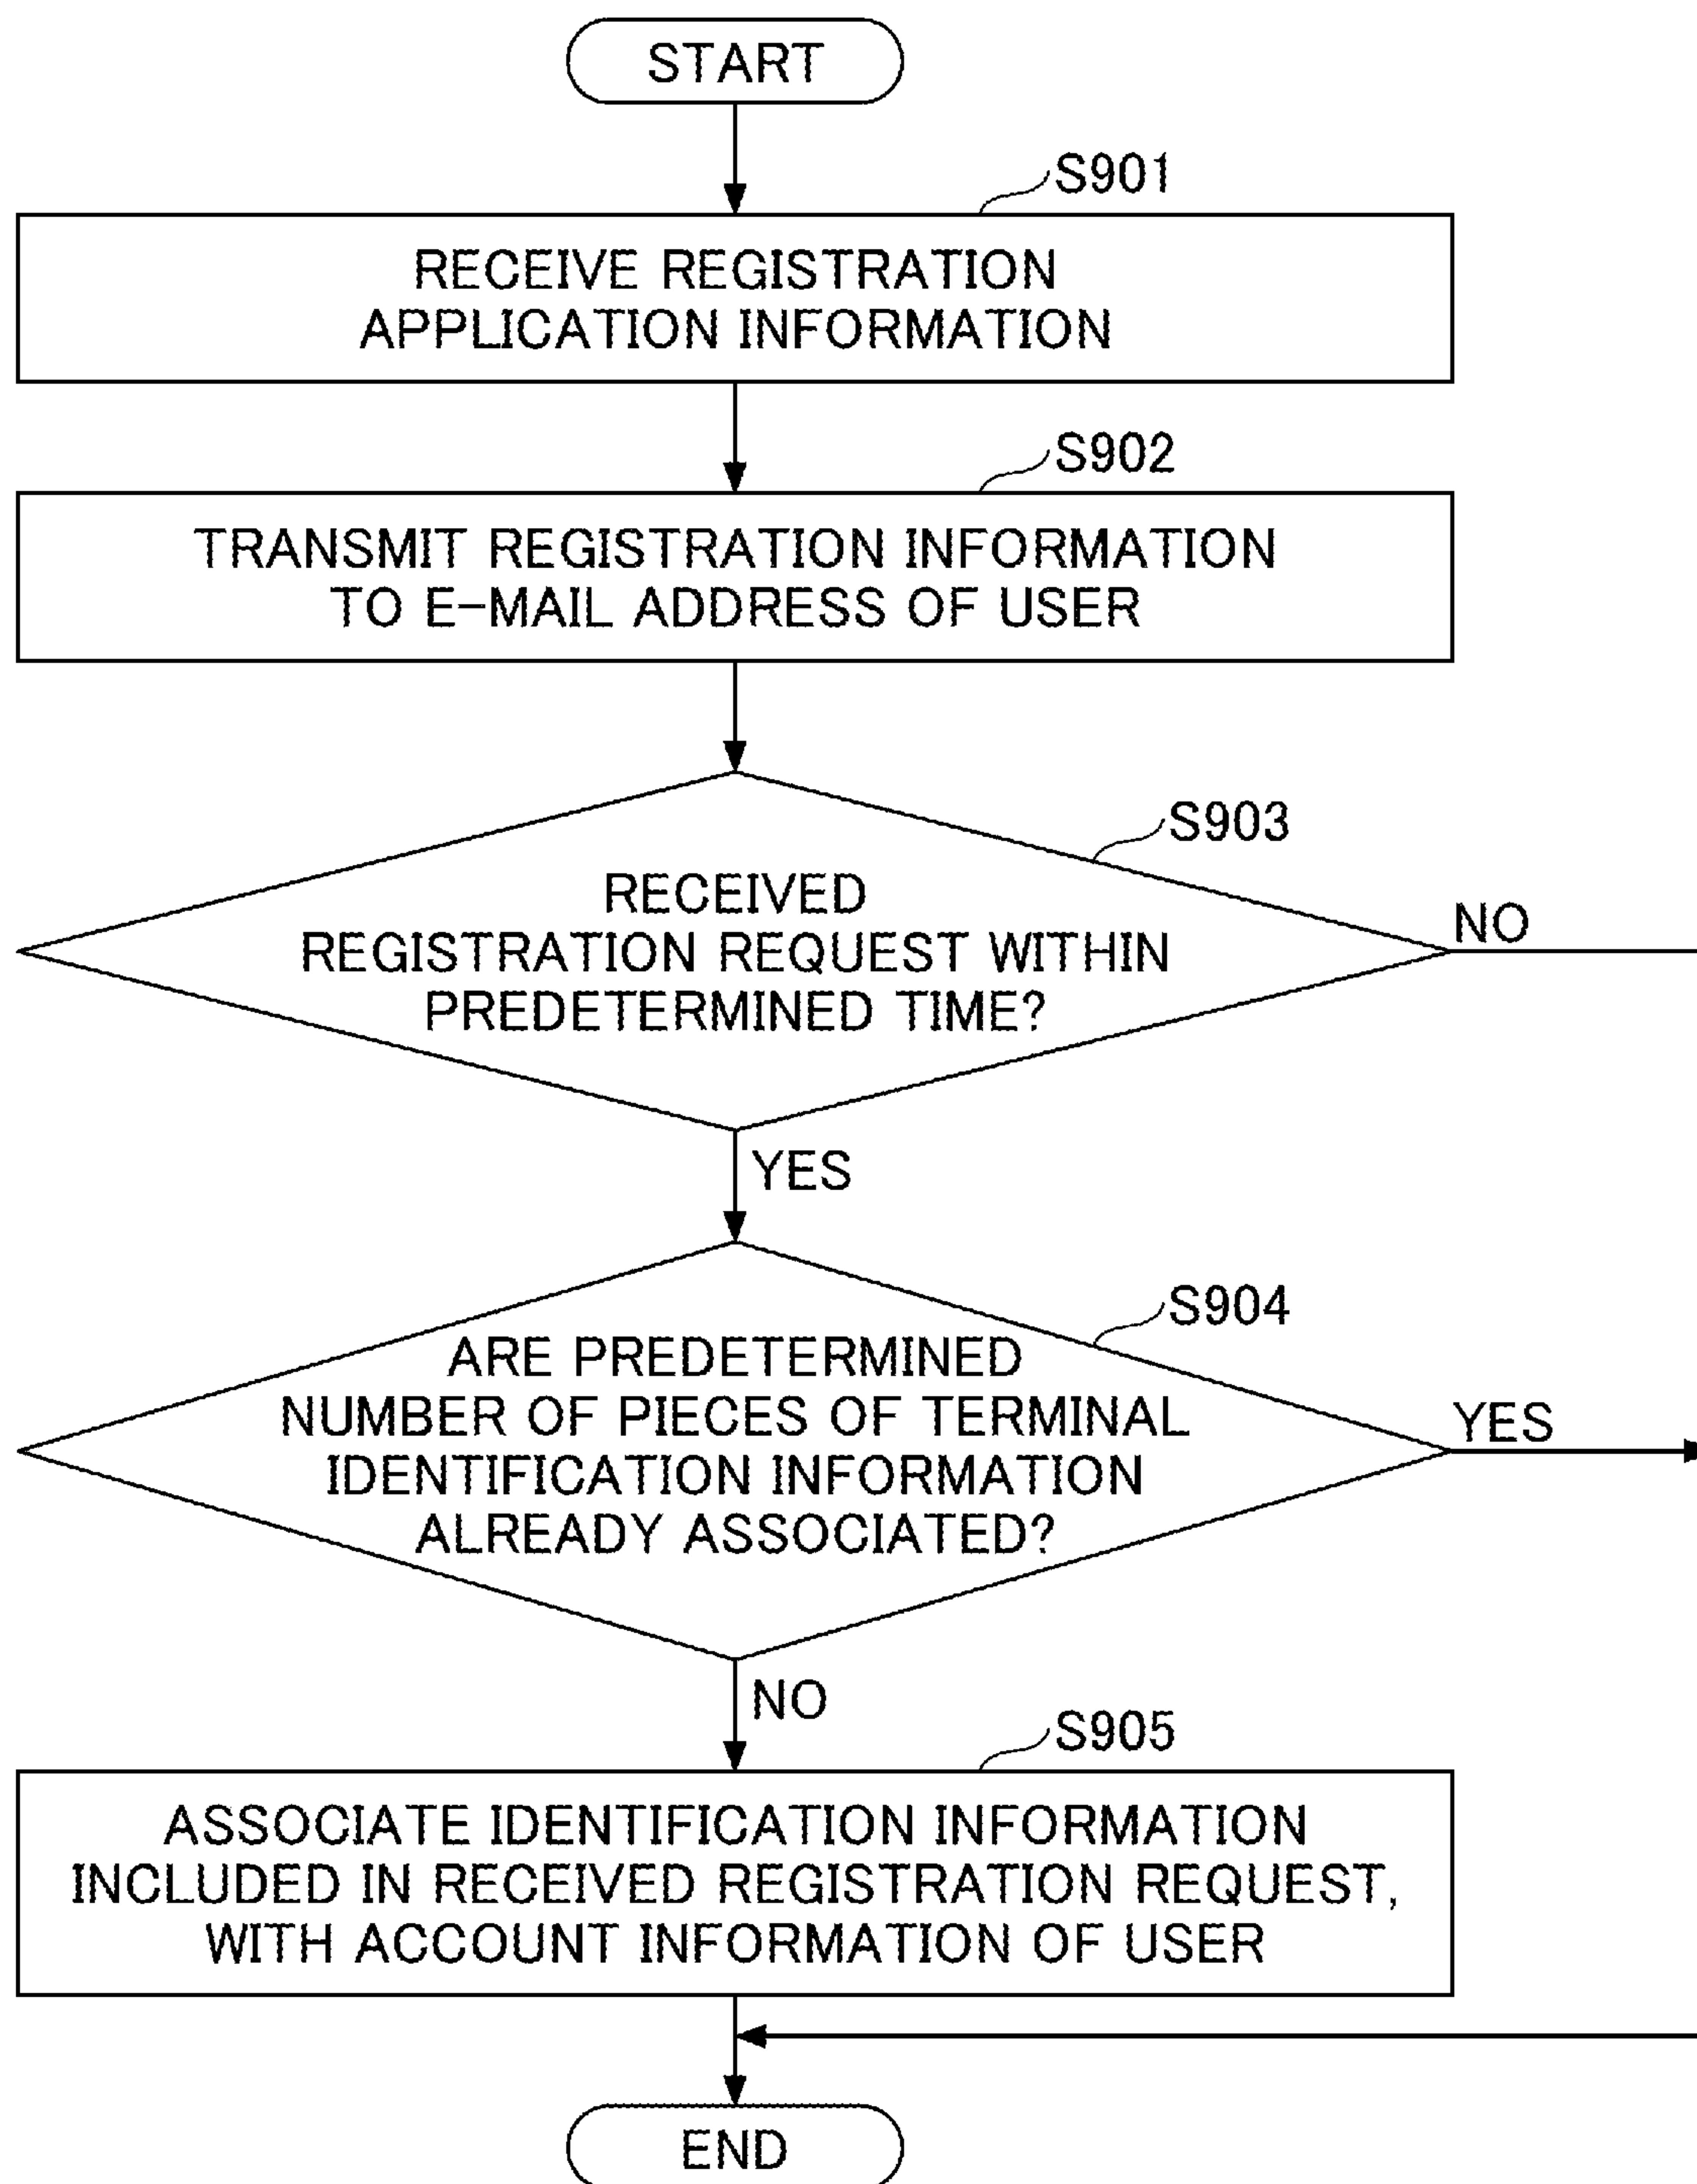 START
S901
RECEIVE REGISTRATION
APPLICATION INFORMATION
S902
TRANSMIT REGISTRATION INFORMATION
TO E-MAIL ADDRESS OF USER
S903
RECEIVED
REGISTRATION REQUEST WITHIN
PREDETERMINED TIME?
NO
YES
S904
ARE PREDETERMINED
NUMBER OF PIECES OF TERMINAL
IDENTIFICATION INFORMATION
ALREADY ASSOCIATED?
YES
NO
S905
ASSOCIATE IDENTIFICATION INFORMATION
INCLUDED IN RECEIVED REGISTRATION REQUEST,
WITH ACCOUNT INFORMATION OF USER
END